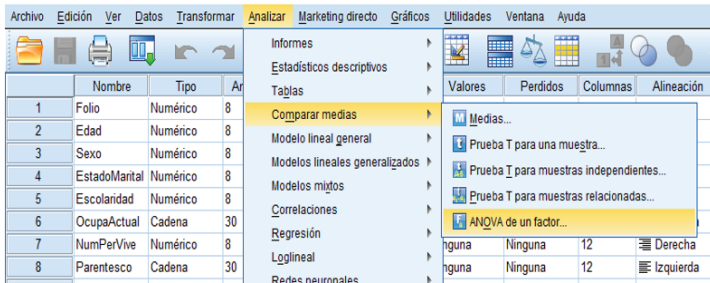 Archivo Edición Ver Datos Transformar Analizar Marketing directo Gráficos Utilidades Ventana Ayuda
Informes
Estadísticos descriptivos
Tablas
Comparar medias
Modelo lineal general
Modelos lineales generalizados
Modelos mixtos
Correlaciones
Regresión
Loglineal
Redes neuronales
Medias...
Prueba T para una muestra...
Prueba T para muestras independientes...
Prueba T para muestras relacionadas...
ANOVA de un factor...
Nombre Tipo An Valores Perdidos Columnas Alineación
1 Folio Numérico 8
2 Edad Numérico 8
3 Sexo Numérico 8
4 EstadoMarital Numérico 8
5 Escolaridad Numérico 8
6 OcupaActual Cadena 30
7 NumPerVive Numérico 8 nguna Ninguna 12 Derecha
8 Parentesco Cadena 30 nguna Ninguna 12 Izquierda